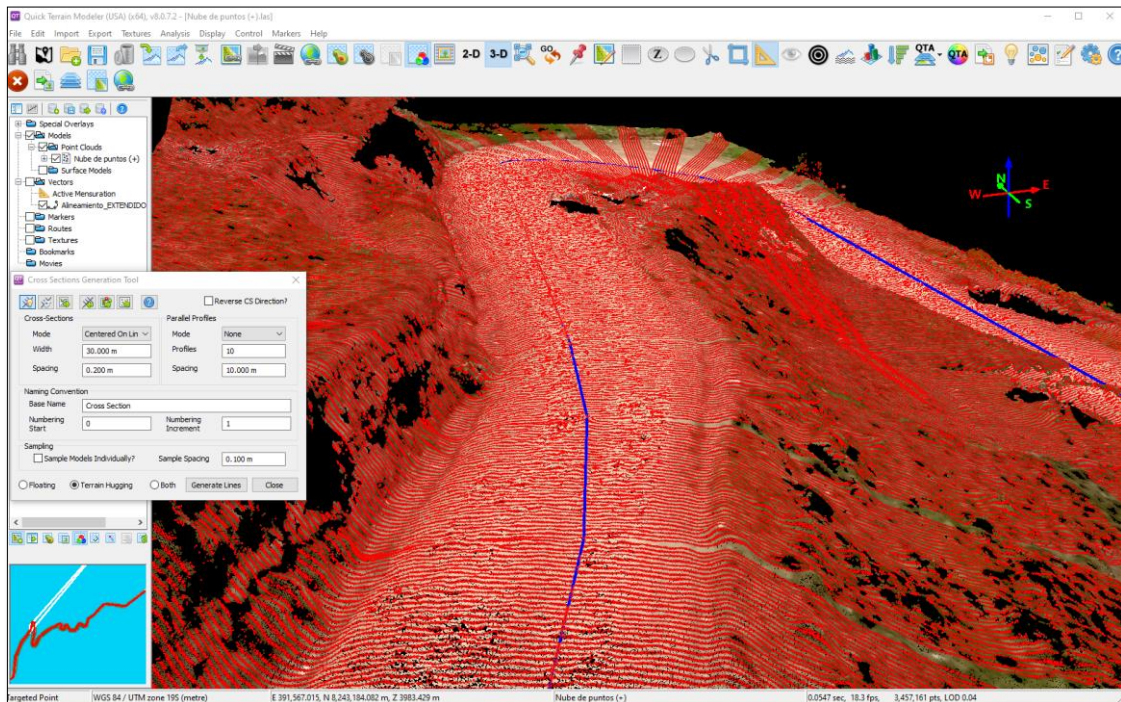 Quick Terrain Modeler (USA) (x64), v8.0.7.2 - [Nube de puntos (+).las]
File Edit Import Export Textures Analysis Display Control Markers Help
2-D 3-D GO Z QTA QTA
Special Overlays
Models
Point Clouds
Nube de puntos (+)
Surface Models
Vectors
Active Mensuration
Alineamiento_EXTENDIDO
Markers
Routes
Textures
Bookmarks
Movies
N
W E
S
Cross Sections Generation Tool
Reverse CS Direction?
Cross-Sections Parallel Profiles
Mode Centered On Lin Mode None
Width 30.000 m Profiles 10
Spacing 0.200 m Spacing 10.000 m
Naming Convention
Base Name Cross Section
Numbering Start 0 Numbering Increment 1
Sampling
Sample Models Individually? Sample Spacing 0.100 m
Floating Terrain Hugging Both Generate Lines Close
Targeted Point WGS 84 / UTM zone 19S (metre) E 391,567.015, N 8,243,184.082 m, Z 3983.429 m Nube de puntos (+) 0.0547 sec, 18.3 fps, 3,457,161 pts, LOD 0.04